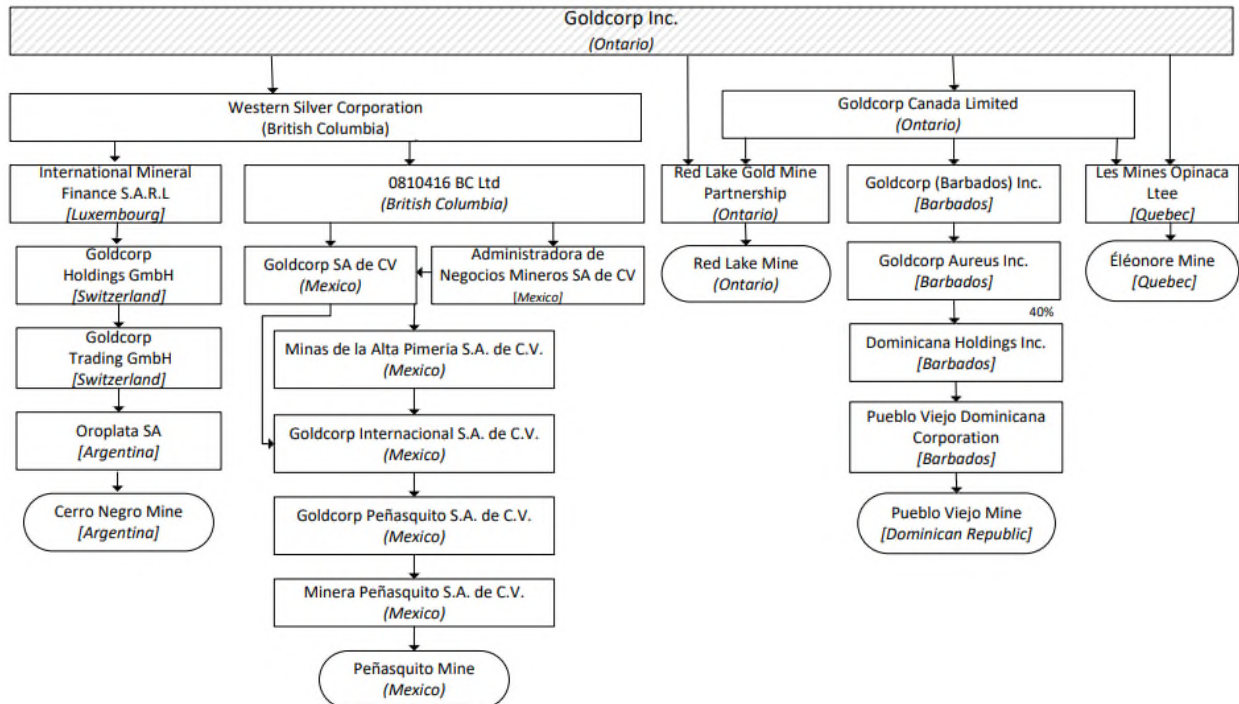 Goldcorp Inc.
(Ontario)
Western Silver Corporation
(British Columbia)
Goldcorp Canada Limited
(Ontario)
International Mineral
Finance S.A.R.L
[Luxembourg]
0810416 BC Ltd
(British Columbia)
Red Lake Gold Mine
Partnership
(Ontario)
Goldcorp (Barbados) Inc.
[Barbados]
Les Mines Opinaca
Ltee
[Quebec]
Goldcorp
Holdings GmbH
[Switzerland]
Goldcorp SA de CV
(Mexico)
Administradora de
Negocios Mineros SA de CV
[Mexico]
Red Lake Mine
(Ontario)
Goldcorp Aureus Inc.
[Barbados]
Éléonore Mine
[Quebec]
40%
Goldcorp
Trading GmbH
[Switzerland]
Minas de la Alta Pimeria S.A. de C.V.
(Mexico)
Dominicana Holdings Inc.
[Barbados]
Oroplata SA
[Argentina]
Goldcorp Internacional S.A. de C.V.
(Mexico)
Pueblo Viejo Dominicana
Corporation
[Barbados]
Cerro Negro Mine
[Argentina]
Goldcorp Peñasquito S.A. de C.V.
(Mexico)
Pueblo Viejo Mine
[Dominican Republic]
Minera Peñasquito S.A. de C.V.
(Mexico)
Peñasquito Mine
(Mexico)